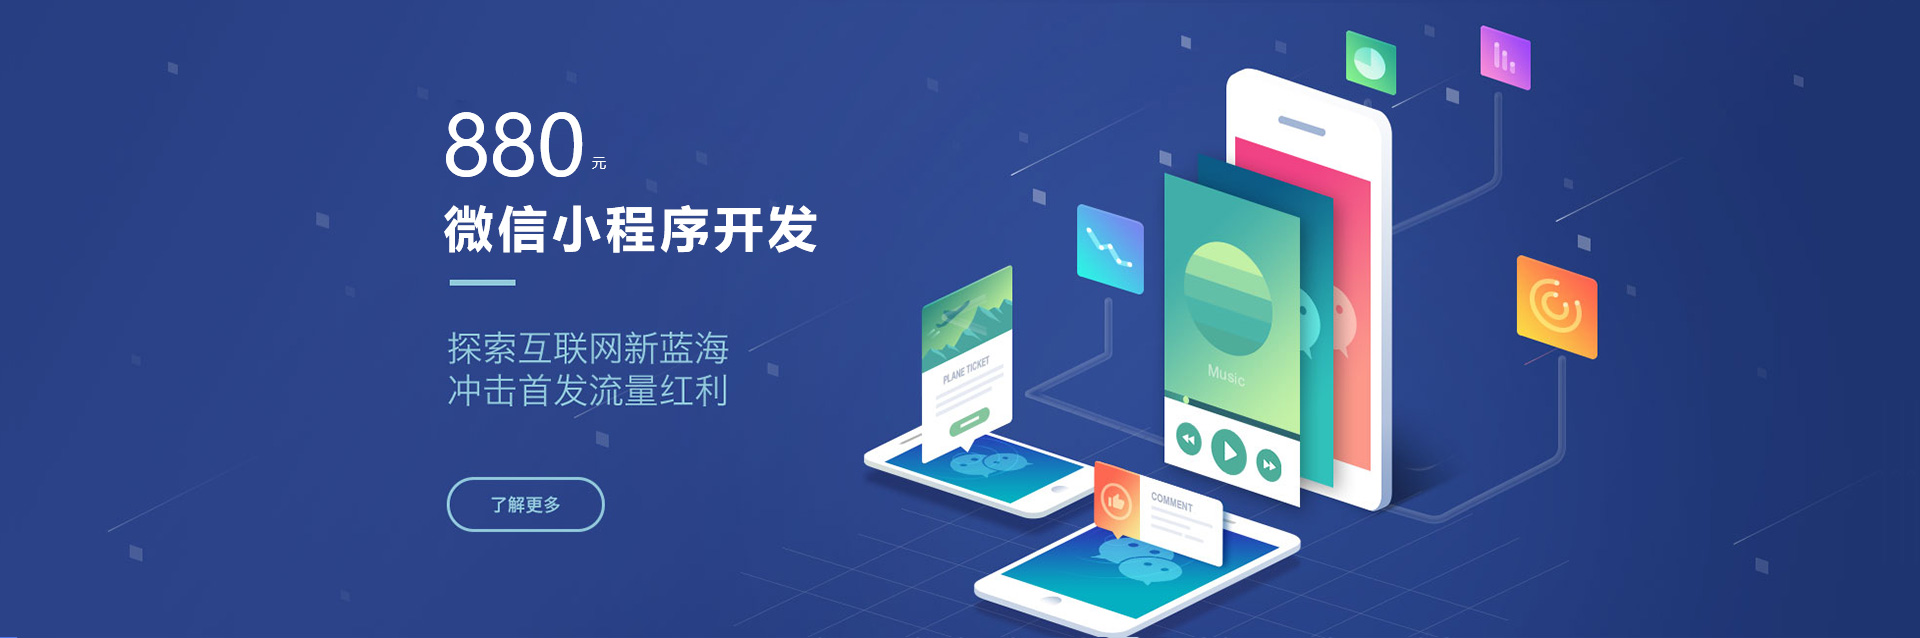 880元
微信小程序开发
探索互联网新蓝海
冲击首发流量红利
了解更多
PLANE TICKET
Music
COMMENT